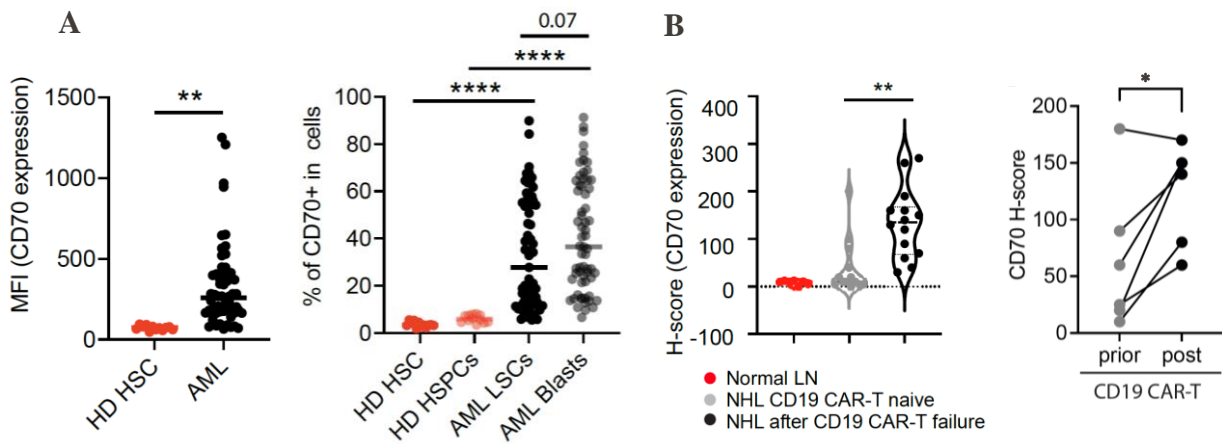 A
B
MFI (CD70 expression)
1500
1000
500
0
**
HD HSC
AML
% of CD70+ in cells
100
80
60
40
20
0
0.07
****
****
HD HSC
HD HSPCs
AML LSCs
AML Blasts
H-score (CD70 expression)
400
300
200
100
0
-100
**
Normal LN
NHL CD19 CAR-T naive
NHL after CD19 CAR-T failure
CD70 H-score
200
150
100
50
0
*
prior post
CD19 CAR-T